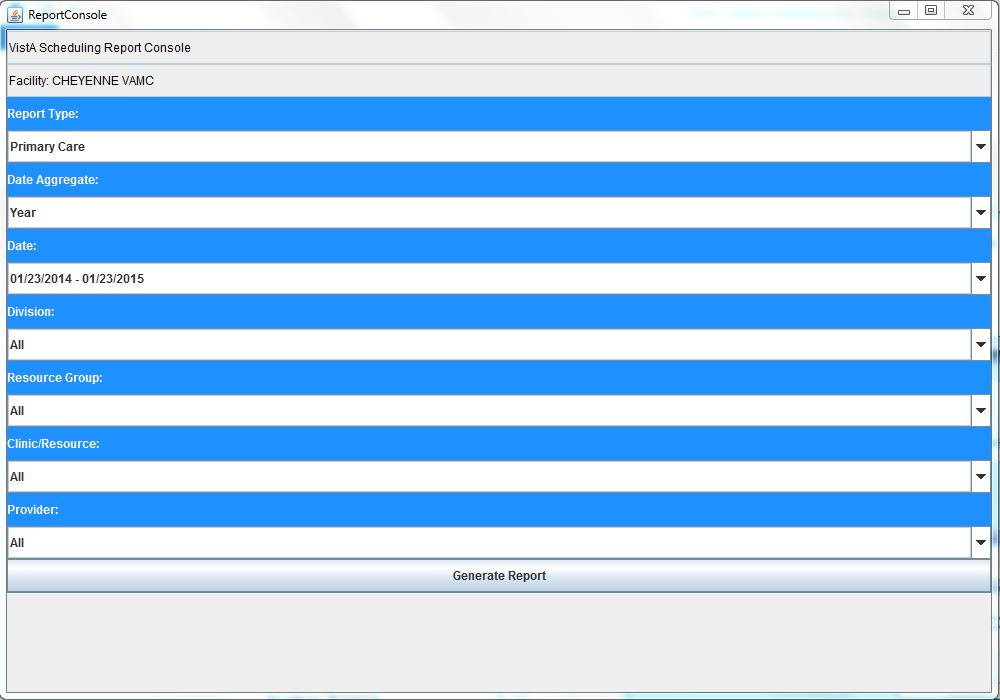 ReportConsole
VistA Scheduling Report Console
Facility: CHEYENNE VAMC
Report Type:
Primary Care
Date Aggregate:
Year
Date:
01/23/2014 - 01/23/2015
Division:
All
Resource Group:
All
Clinic/Resource:
All
Provider:
All
Generate Report